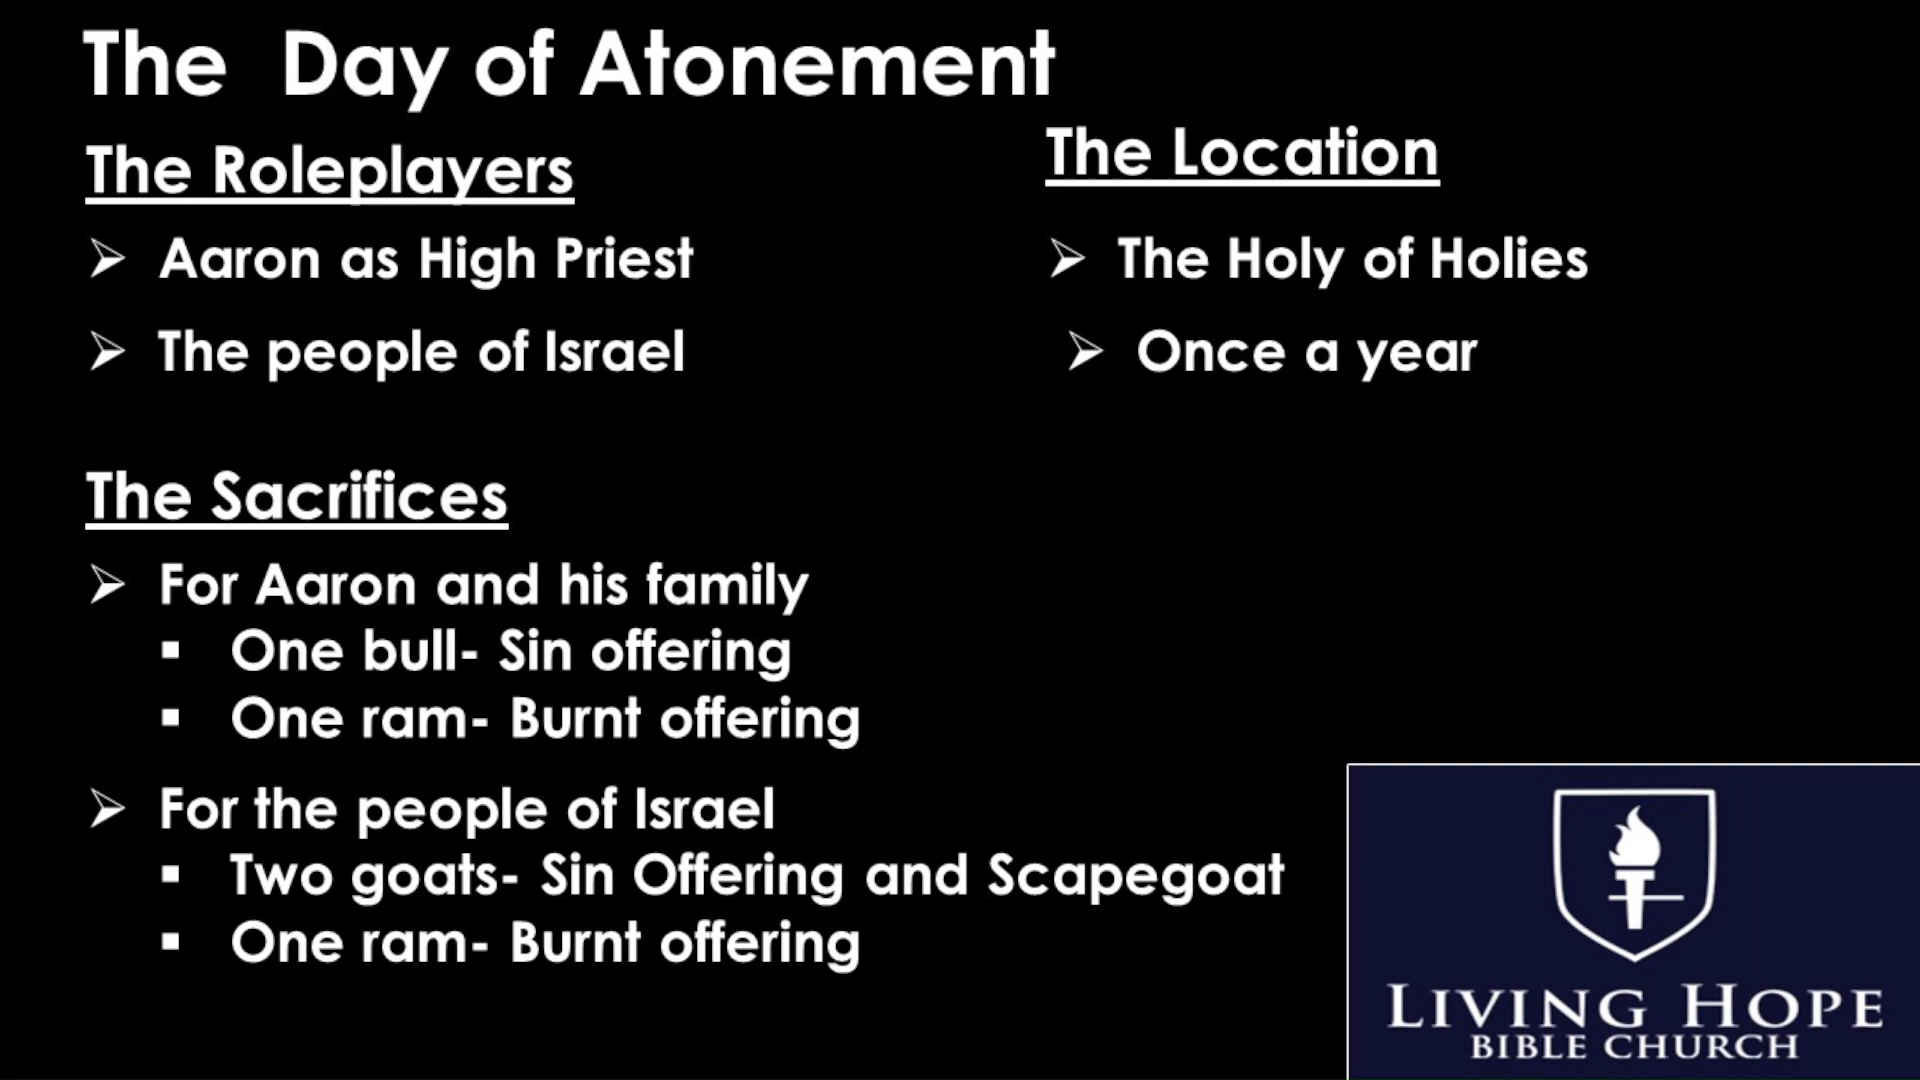 The  Day of Atonement
The Roleplayers
➢ Aaron as High Priest
➢ The people of Israel
The Location
➢ The Holy of Holies
➢ Once a year
The Sacrifices
➢ For Aaron and his family
▪ One bull- Sin offering
▪ One ram- Burnt offering
➢ For the people of Israel
▪ Two goats- Sin Offering and Scapegoat
▪ One ram- Burnt offering
LIVING HOPE
BIBLE CHURCH